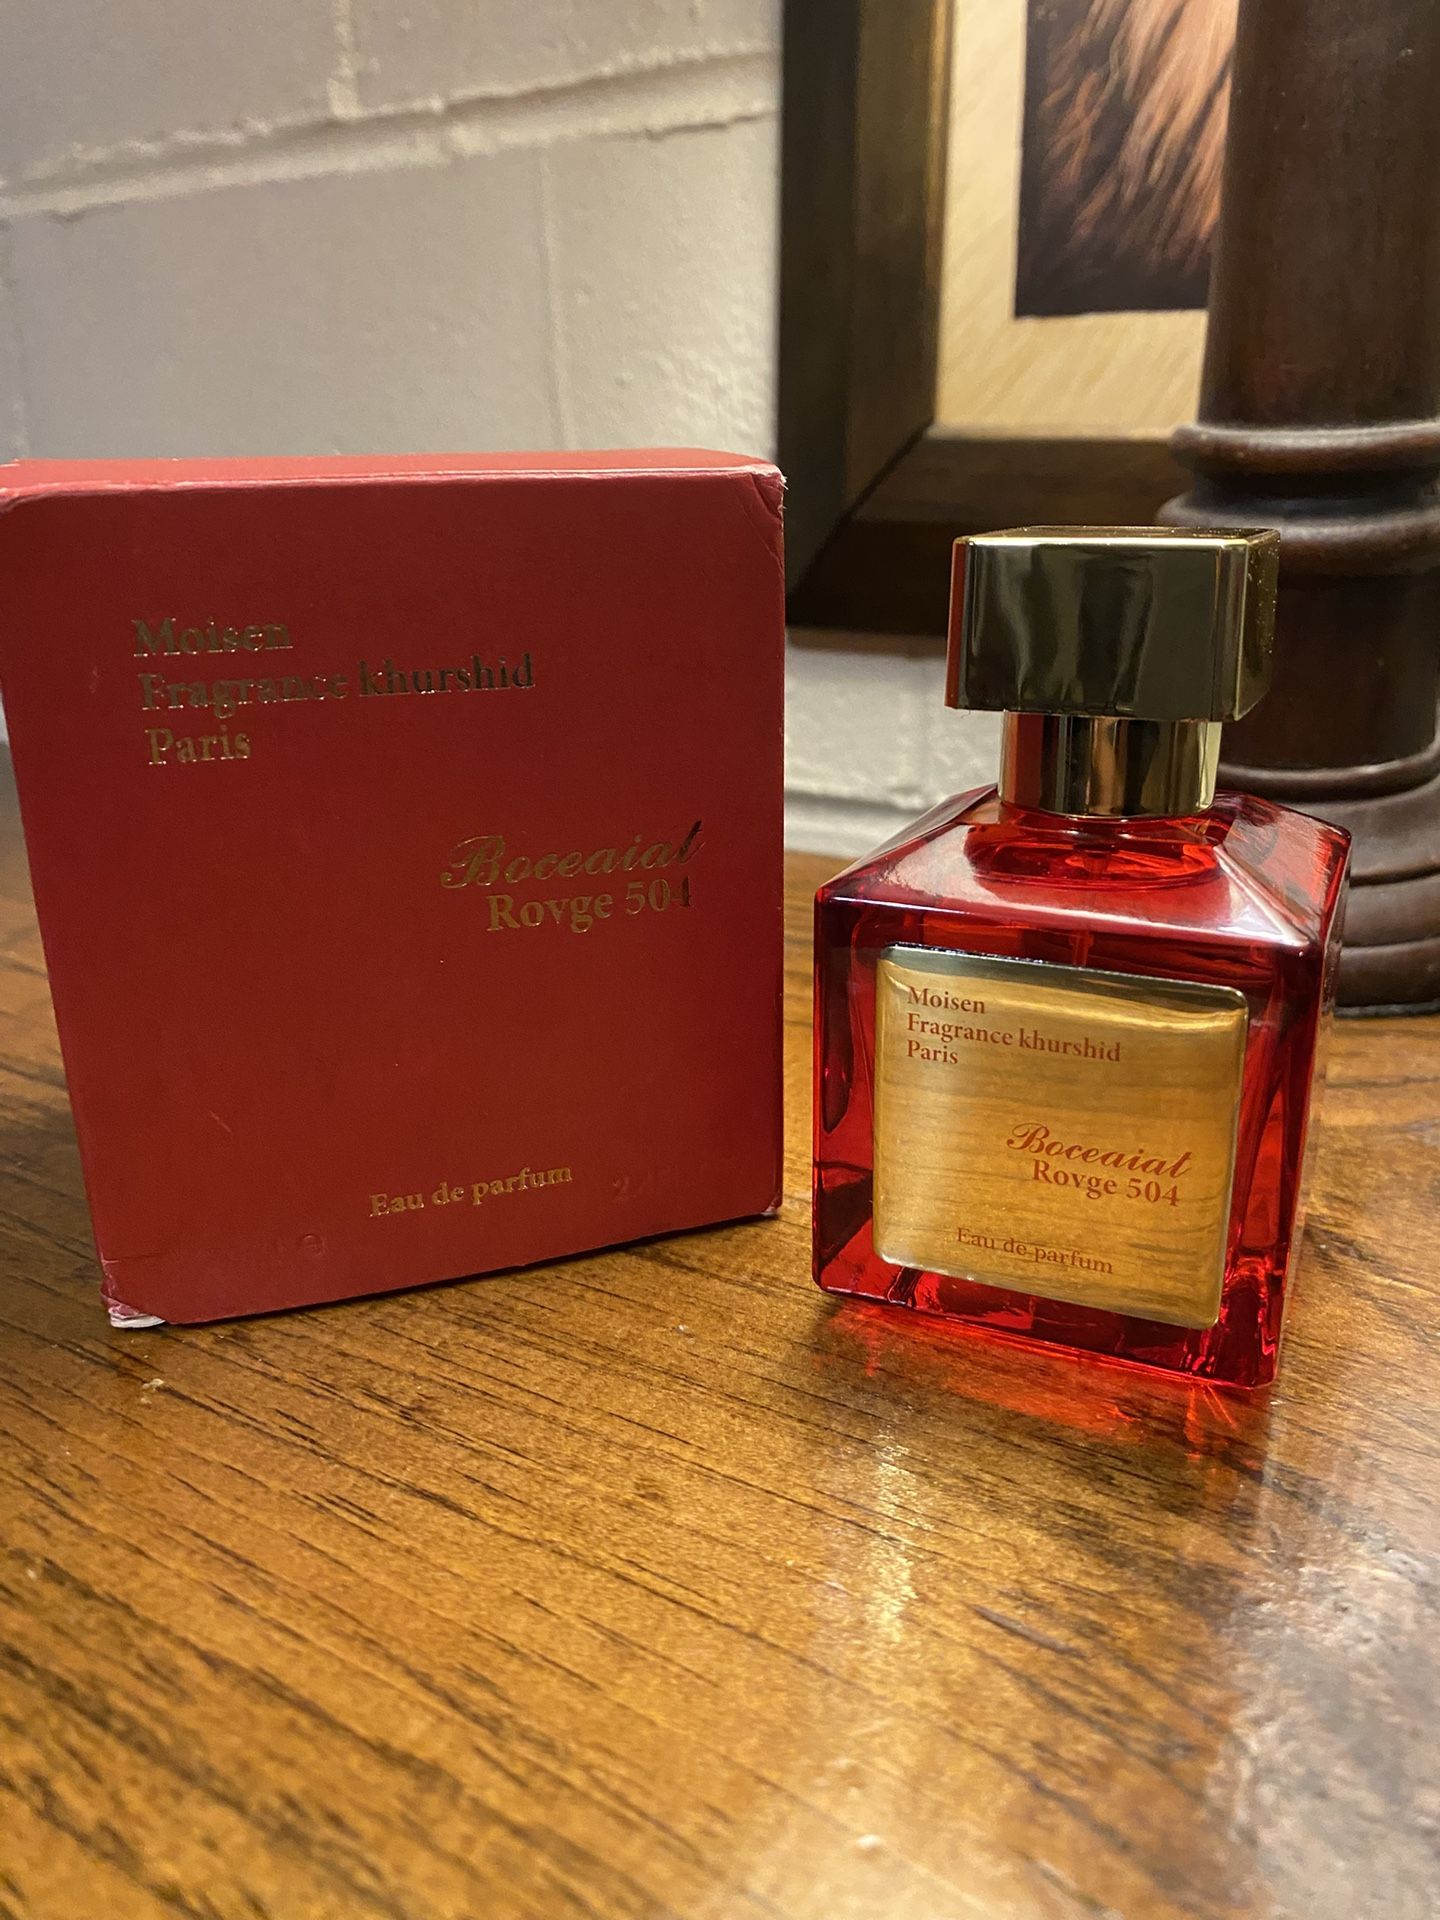 Moisen
Fragrance khurshid
Paris
Boceaiat
Rovge 504
Eau de parfum
Moisen
Fragrance khurshid
Paris
Boceaiat
Rovge 504
Eau de parfum